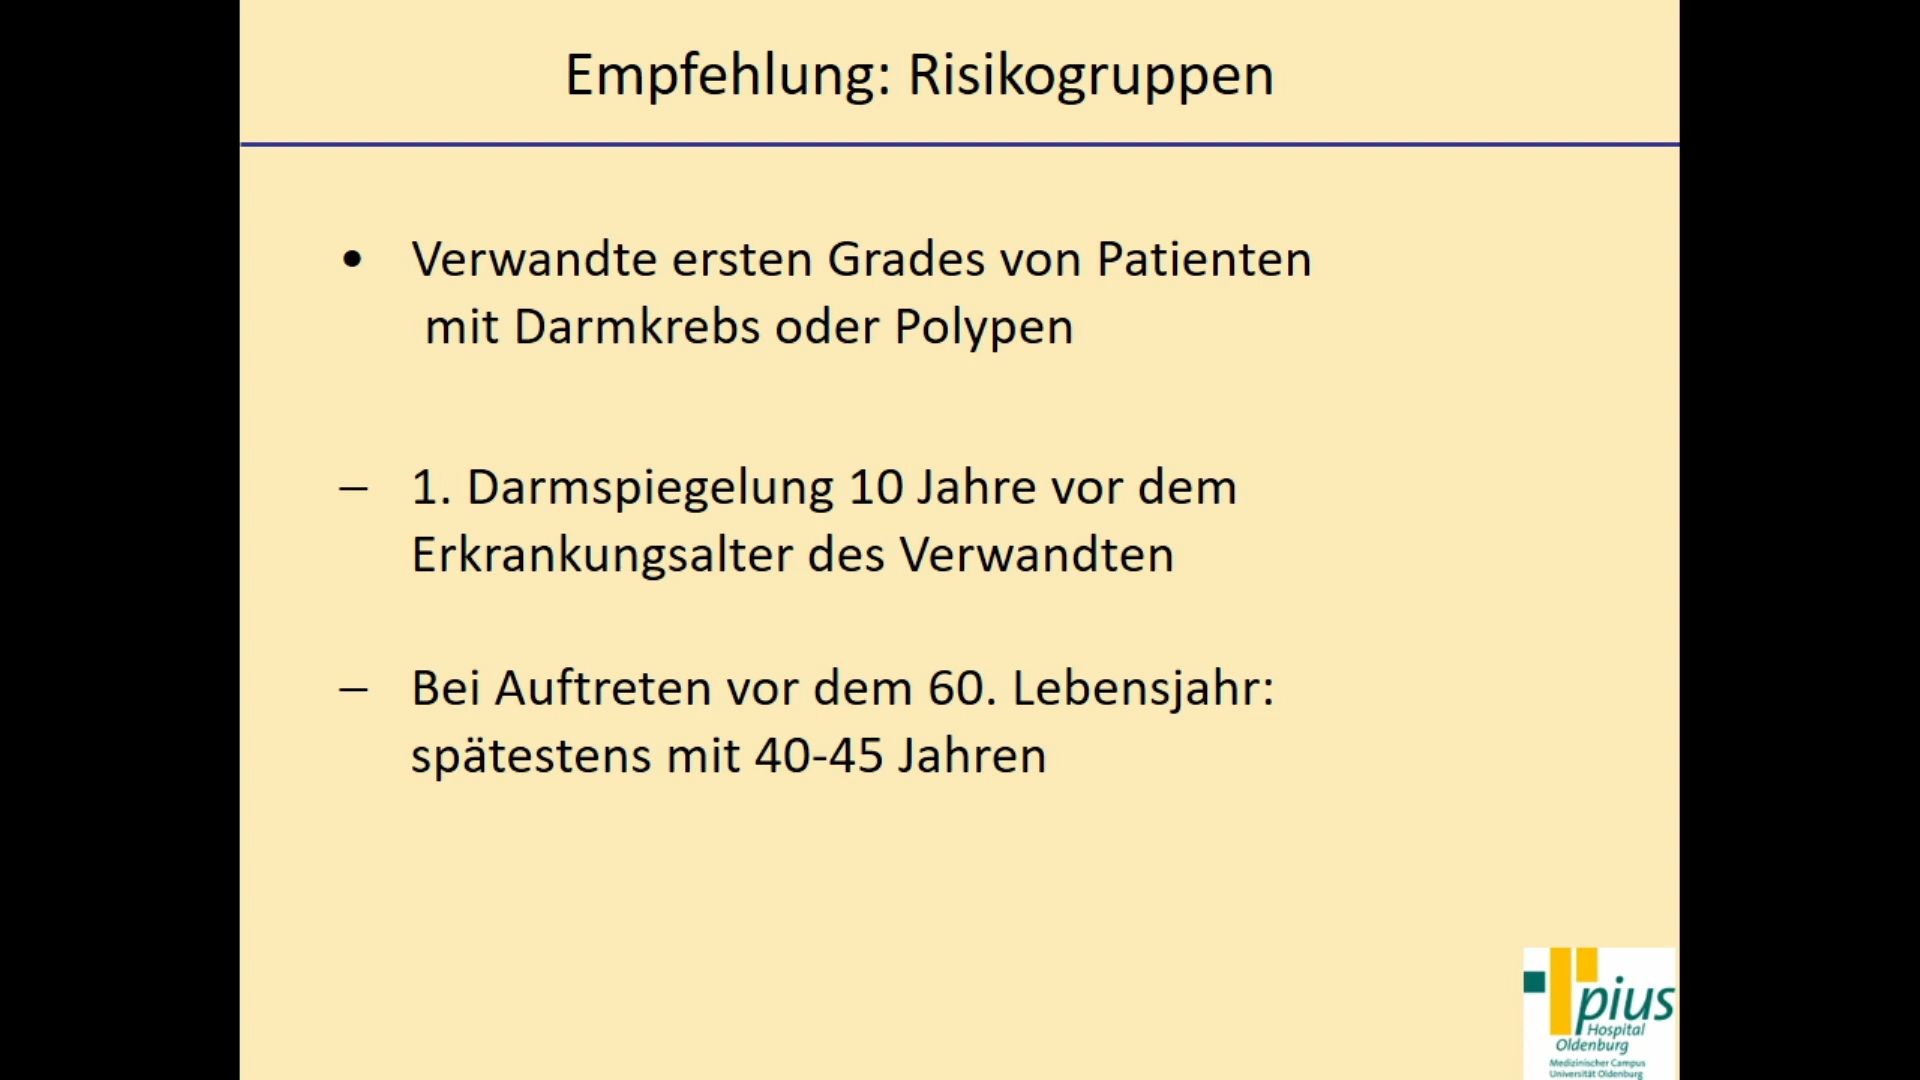 Empfehlung: Risikogruppen
• Verwandte ersten Grades von Patienten
mit Darmkrebs oder Polypen
– 1. Darmspiegelung 10 Jahre vor dem
Erkrankungsalter des Verwandten
– Bei Auftreten vor dem 60. Lebensjahr:
spätestens mit 40-45 Jahren
pius
Hospital
Oldenburg
Medizinischer Campus
Universität Oldenburg